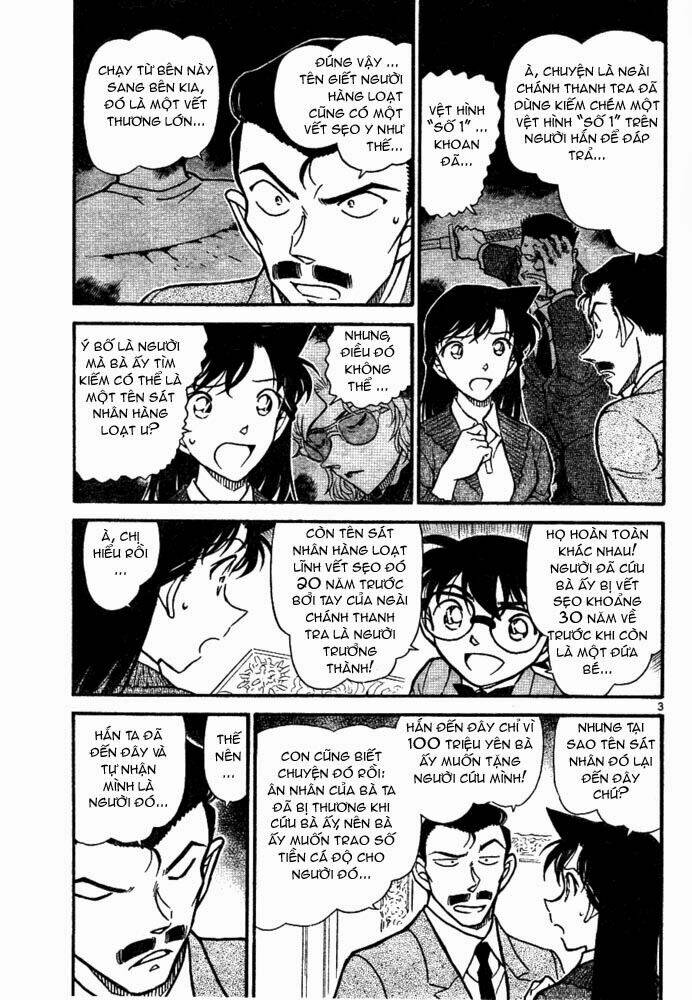 À, CHUYỆN LÀ NGÀI
CHÁNH THANH TRA ĐÃ
DÙNG KIẾM CHÉM MỘT
VỆT HÌNH “SỐ 1” TRÊN
NGƯỜI HẮN ĐỂ ĐÁP
TRẢ...
VỆT HÌNH
“SỐ 1” ...
KHOAN
ĐÃ...
ĐÚNG VẬY ...
TÊN GIẾT NGƯỜI
HÀNG LOẠT
CŨNG CÓ MỘT
VẾT SẸO Y NHƯ
THẾ...
CHẠY TỪ BÊN NÀY
SANG BÊN KIA,
ĐÓ LÀ MỘT VẾT
THƯƠNG LỚN...
NHƯNG,
ĐIỀU ĐÓ
KHÔNG
THỂ ...
Ý BỐ LÀ NGƯỜI
MÀ BÀ ẤY TÌM
KIẾM CÓ THỂ LÀ
MỘT TÊN SÁT
NHÂN HÀNG
LOẠT Ư?
HỌ HOÀN TOÀN
KHÁC NHAU!
NGƯỜI ĐÃ CỨU
BÀ ẤY BỊ VẾT
SẸO KHOẢNG
30 NĂM VỀ
TRƯỚC KHI CÒN
LÀ MỘT ĐỨA
BÉ...
CÒN TÊN SÁT
NHÂN HÀNG LOẠT
LĨNH VẾT SẸO ĐÓ
20 NĂM TRƯỚC
BỞI TAY CỦA NGÀI
CHÁNH THANH
TRA LÀ NGƯỜI
TRƯỞNG
THÀNH!
À, CHỊ
HIỂU RỒI
...
3
NHƯNG TẠI
SAO TÊN SÁT
NHÂN ĐÓ LẠI
ĐẾN ĐÂY
CHỨ?
HẮN ĐẾN ĐÂY CHỈ VÌ
100 TRIỆU YÊN BÀ
ẤY MUỐN TẶNG
NGƯỜI CỨU MÌNH!
CON CŨNG BIẾT
CHUYỆN ĐÓ RỒI:
ÂN NHÂN CỦA BÀ TA
ĐÃ BỊ THƯƠNG KHI
CỨU BÀ ẤY, NÊN BÀ
ẤY MUỐN TRAO SỐ
TIỀN CÁ ĐỘ CHO
NGƯỜI ĐÓ...
THẾ
NÊN
...
HẮN TA ĐÃ
ĐẾN ĐÂY VÀ
TỰ NHẬN
MÌNH LÀ
NGƯỜI ĐÓ...